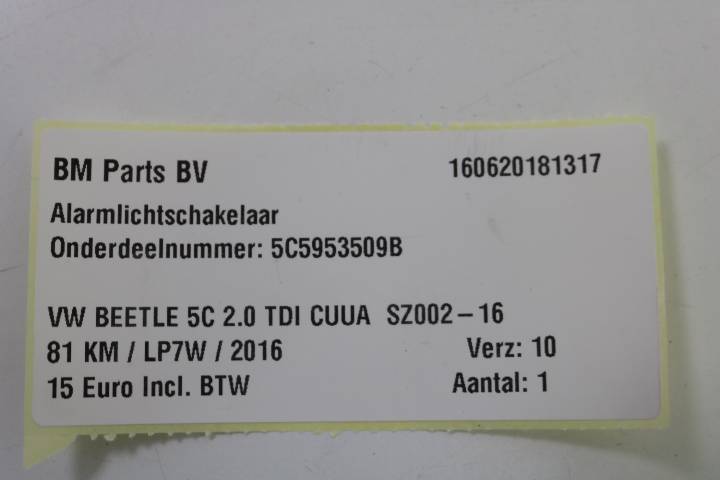 BM Parts BV 160620181317
Alarmlichtschakelaar
Onderdeelnummer: 5C5953509B
VW BEETLE 5C 2.0 TDI CUUA SZ002-16
81 KM / LP7W / 2016 Verz: 10
15 Euro Incl. BTW Aantal: 1